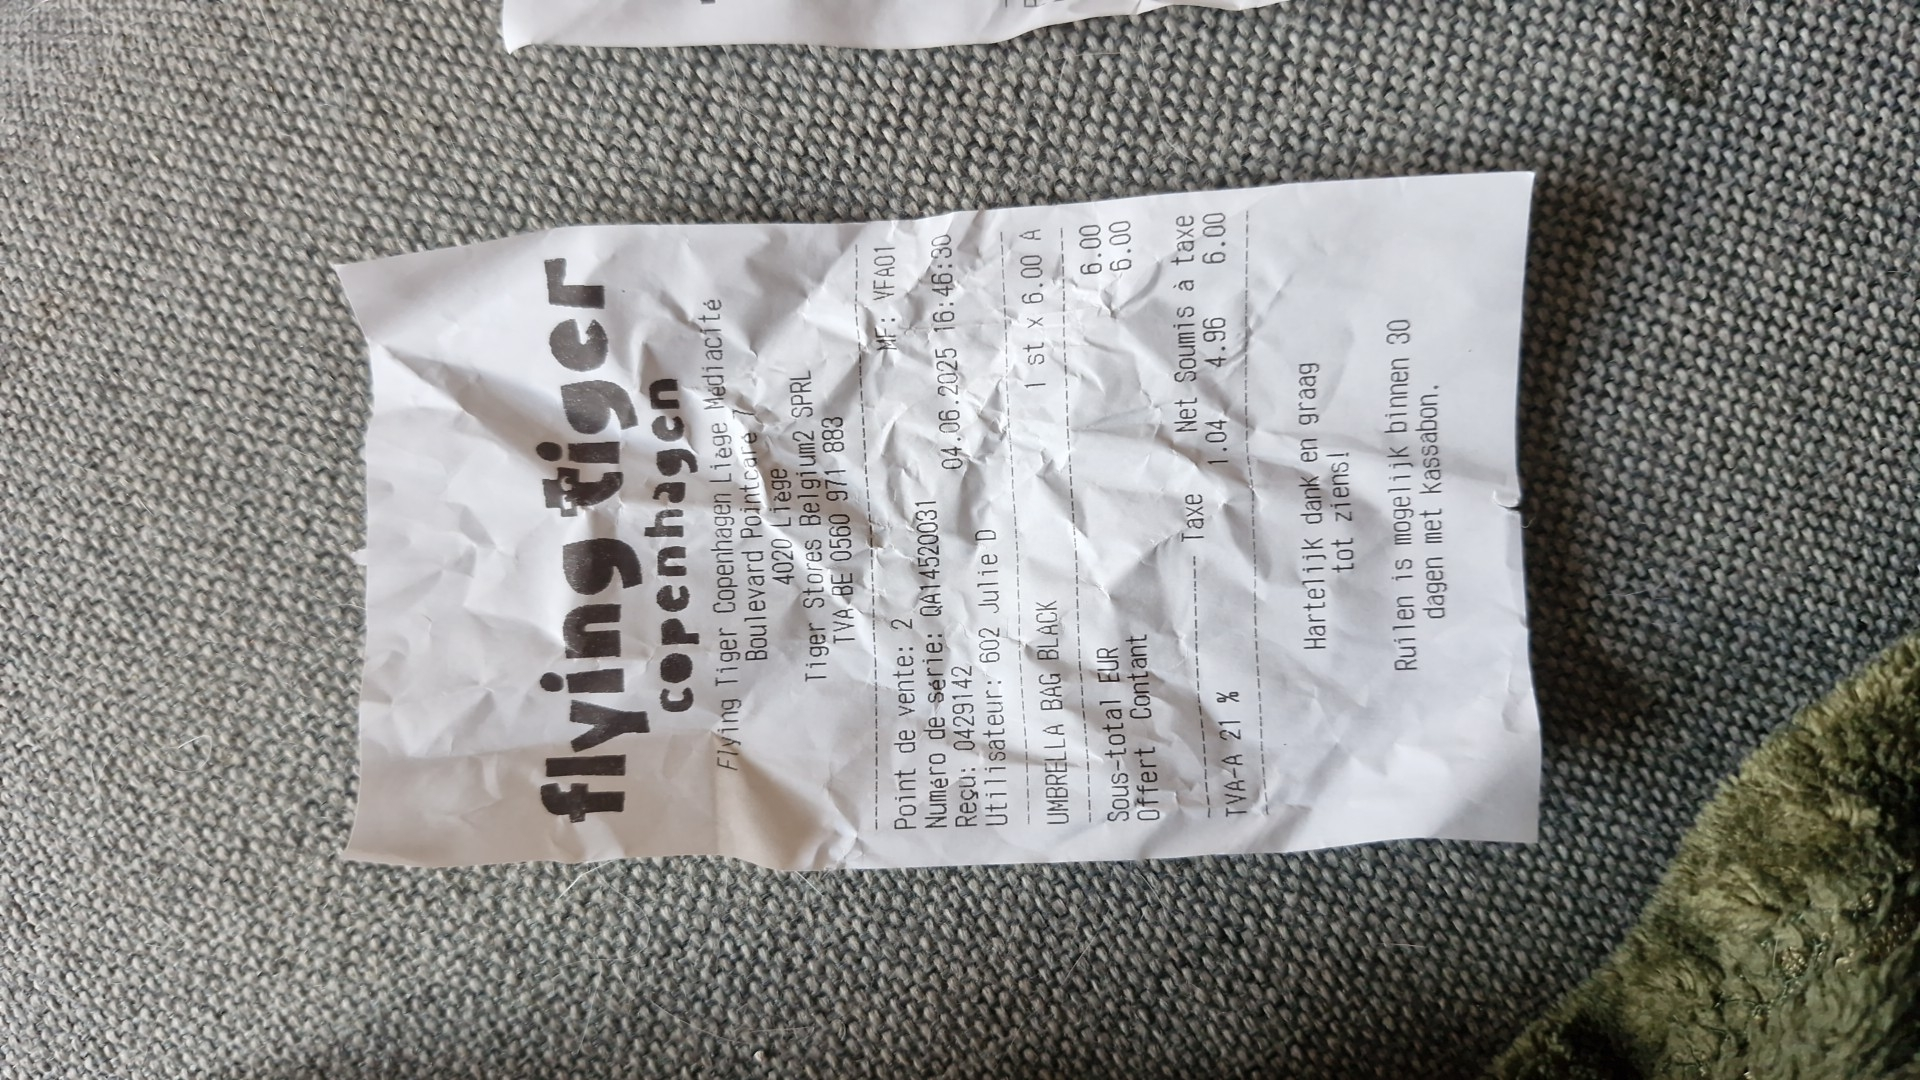 flying tiger
copenhagen
Flying Tiger Copenhagen Liège Médiacité
Boulevard Pointcaré 7
4020 Liège
Tiger Stores Belgium2 SPRL
TVA BE 0560 971 883
Point de vente: 2 MF: VFA01
Numéro de série: QA14520031
Reçu: 0429142 04.06.2025 16:46:30
Utilisateur: 602 Julie D
UMBRELLA BAG BLACK 1 st x 6.00 A
Sous-total EUR 6.00
Offert Contant 6.00
Taxe Net Soumis à taxe
TVA-A 21 % 1.04 4.96 6.00
Hartelijk dank en graag
tot ziens!
Ruilen is mogelijk binnen 30
dagen met kassabon.